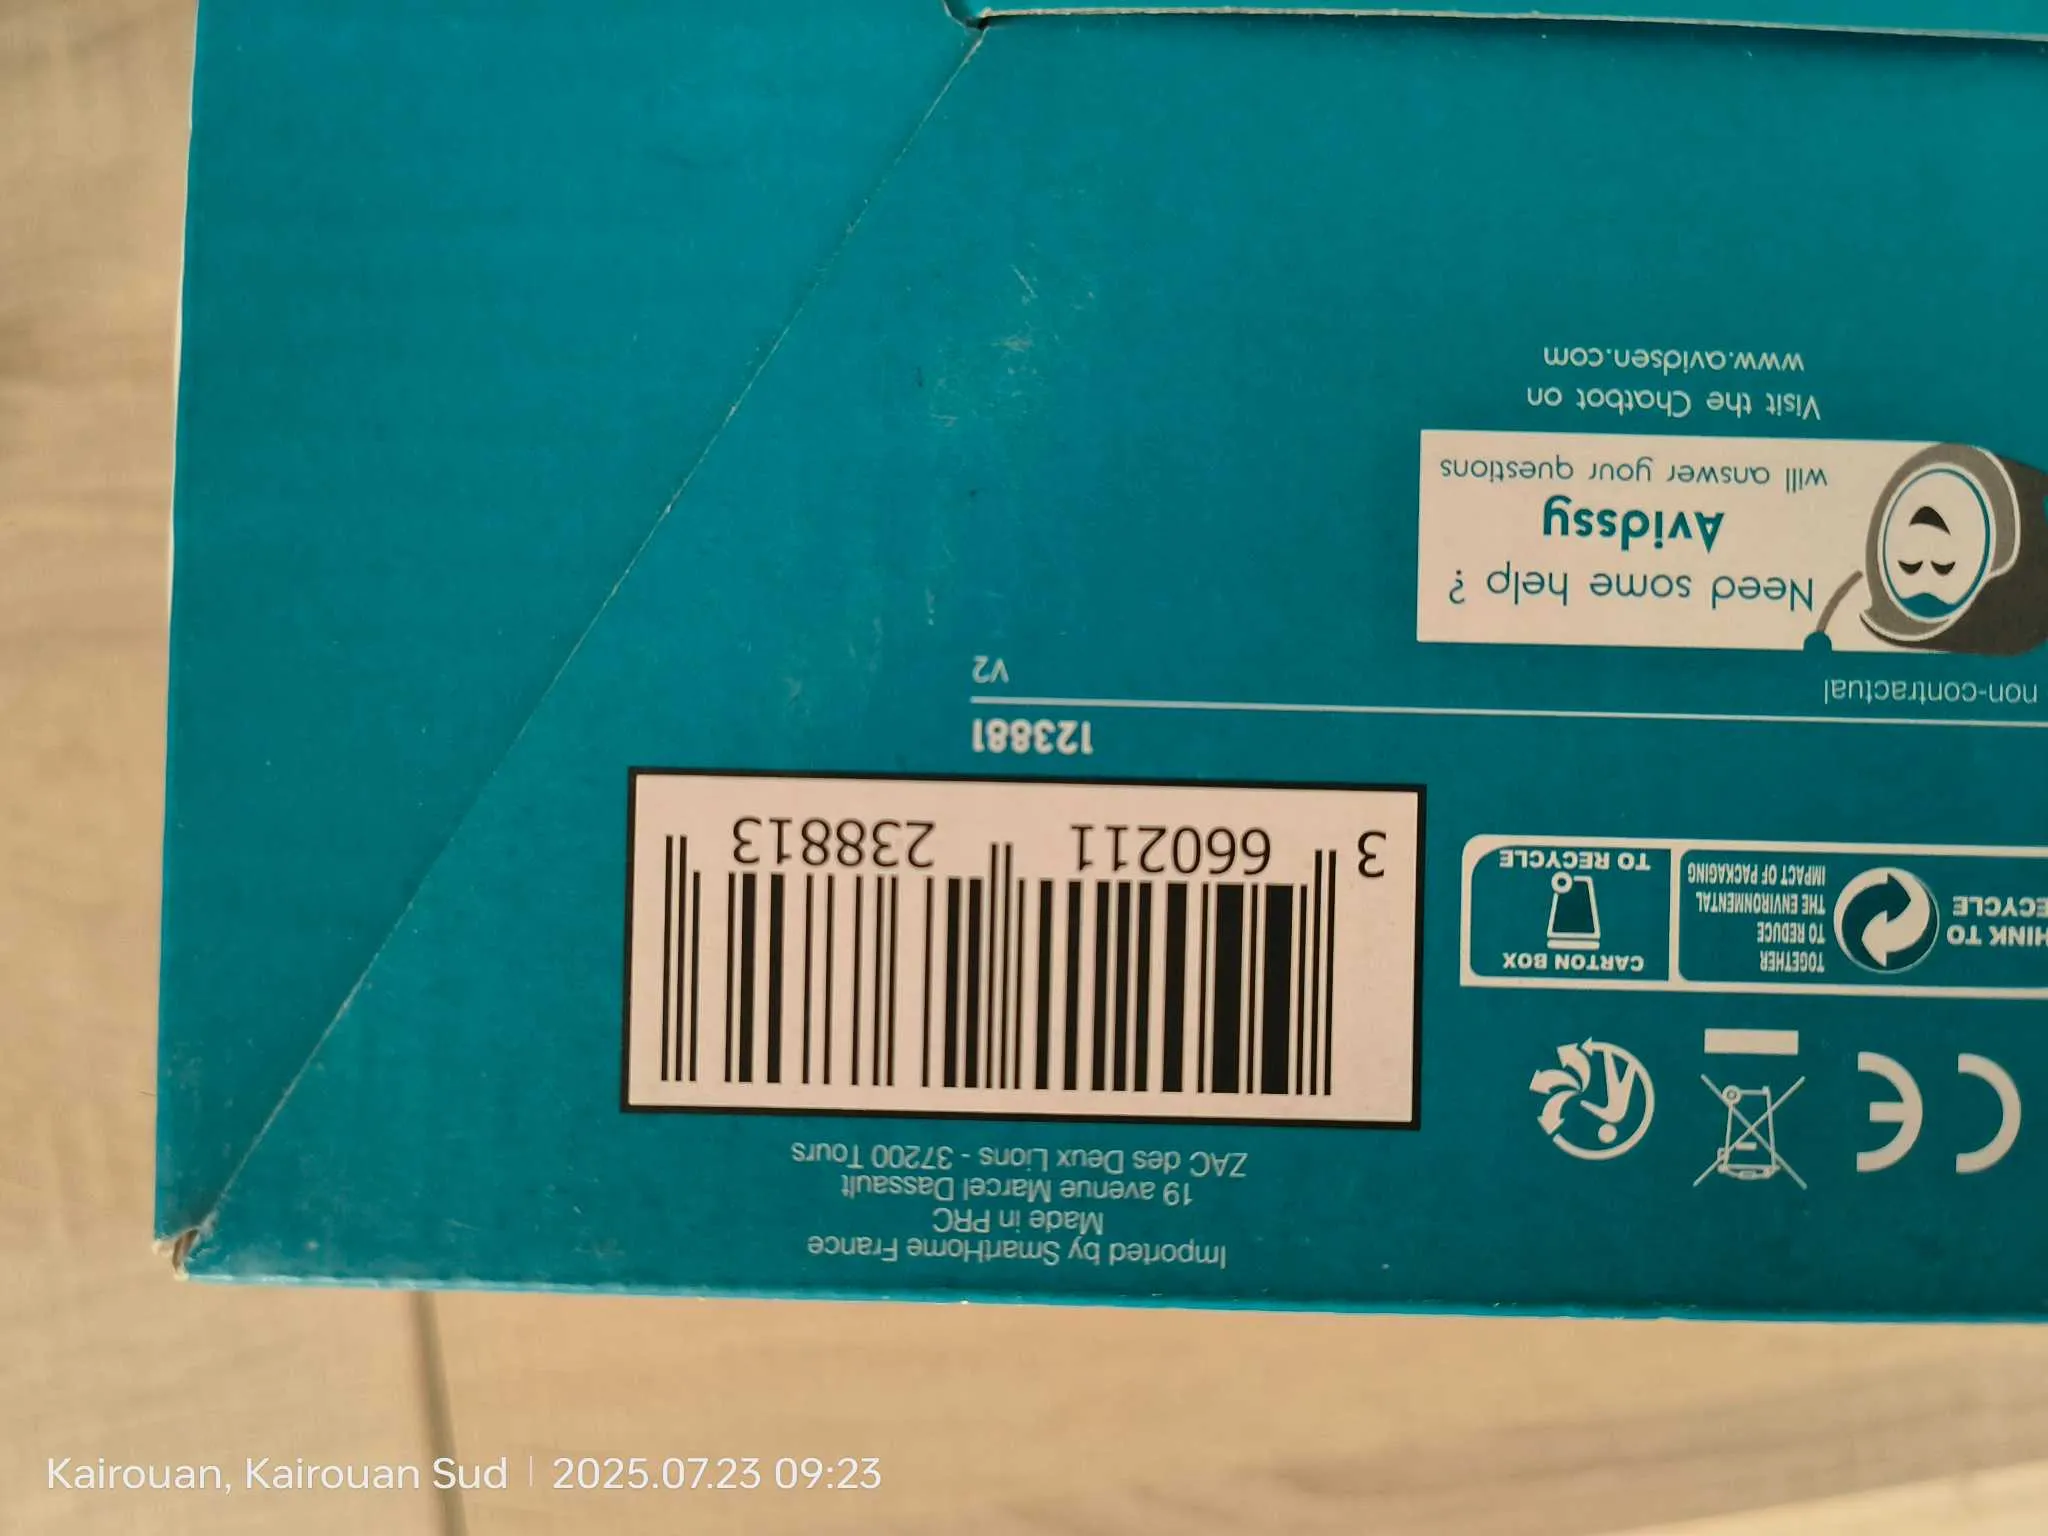 Imported by SmartHome France
Made in PRC
19 avenue Marcel Dassault
ZAC des Deux Lions - 37200 Tours
CE
THINK TO
RECYCLE
TOGETHER
TO REDUCE
THE ENVIRONMENTAL
IMPACT OF PACKAGING
CARTON BOX
TO RECYCLE
3 660211 238813
123881
V2
non-contractual
Need some help ?
Avidssy
will answer your questions
Visit the Chatbot on
www.avidsen.com
Kairouan, Kairouan Sud | 2025.07.23 09:23